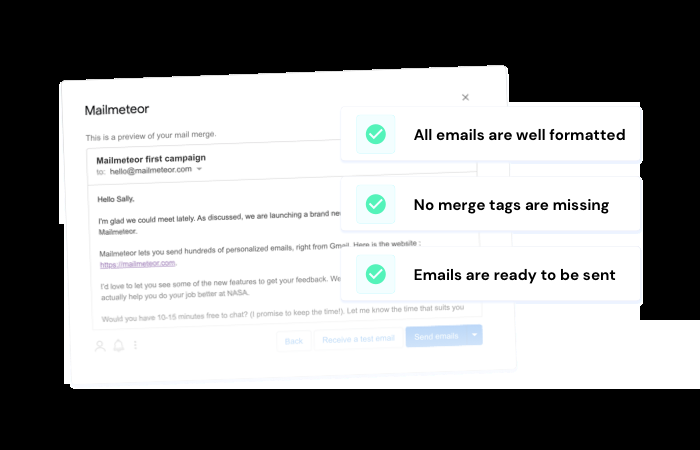 Mailmeteor
This is a preview of your mail merge.
Mailmeteor first campaign
to: hello@mailmeteor.com
Hello Sally,
I'm glad we could meet lately. As discussed, we are launching a brand
Mailmeteor.
Mailmeteor lets you send hundreds of personalized emails, right from Gmail. Here is the website :
https://mailmeteor.com.
I'd love to let you see some of the new features to get your feedback. We
actually help you do your job better at NASA.
Would you have 10-15 minutes free to chat? (I promise to keep the time!). Let me know the time that suits you
Back
Receive a test email
Send emails
All emails are well formatted
No merge tags are missing
Emails are ready to be sent